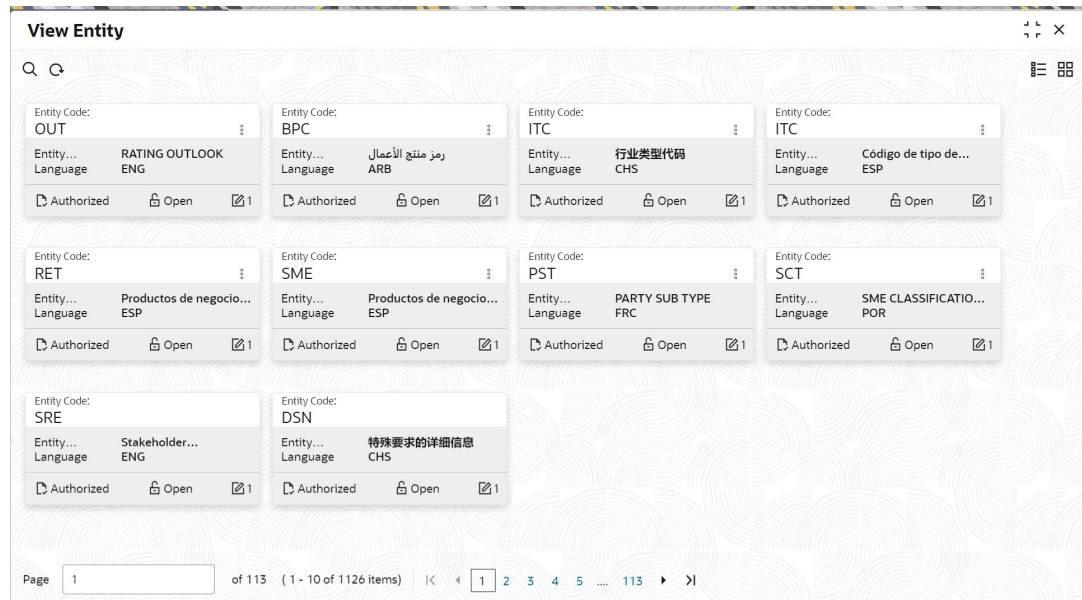 View Entity
Entity Code:
OUT
Entity... RATING OUTLOOK
Language ENG
Authorized Open 1
Entity Code:
BPC
Entity... رمز منتج الأعمال
Language ARB
Authorized Open 1
Entity Code:
ITC
Entity... 行业类型代码
Language CHS
Authorized Open 1
Entity Code:
ITC
Entity... Código de tipo de...
Language ESP
Authorized Open 1
Entity Code:
RET
Entity... Productos de negocio...
Language ESP
Authorized Open 1
Entity Code:
SME
Entity... Productos de negocio...
Language ESP
Authorized Open 1
Entity Code:
PST
Entity... PARTY SUB TYPE
Language FRC
Authorized Open 1
Entity Code:
SCT
Entity... SME CLASSIFICATIO...
Language POR
Authorized Open 1
Entity Code:
SRE
Entity... Stakeholder...
Language ENG
Authorized Open 1
Entity Code:
DSN
Entity... 特殊要求的详细信息
Language CHS
Authorized Open 1
Page 1 of 113 (1 - 10 of 1126 items) 1 2 3 4 5 .... 113